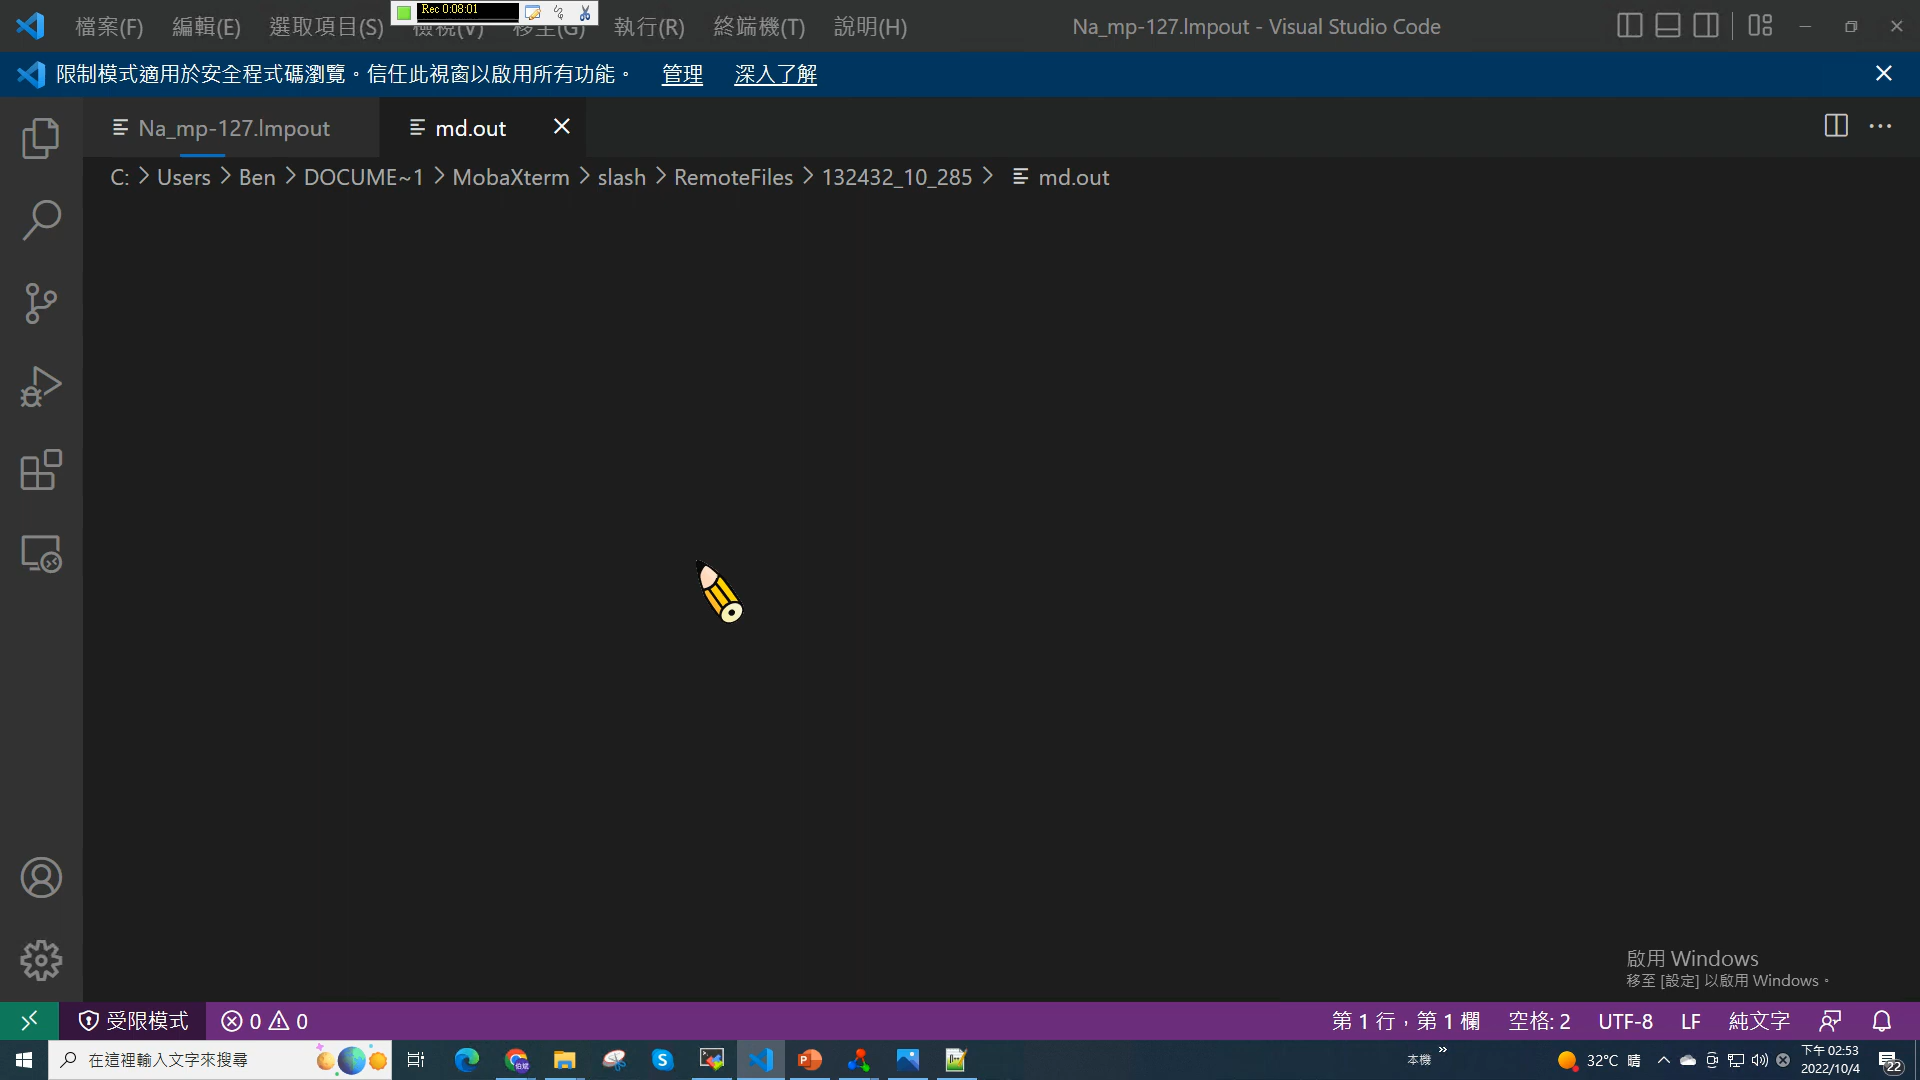 檔案(F) 編輯(E) 選取項目(S) 檢視(V) 移至(G) 執行(R) 終端機(T) 說明(H) Na_mp-127.lmpout - Visual Studio Code
Rec 0:08:01
限制模式適用於安全程式碼瀏覽。信任此視窗以啟用所有功能。 管理 深入了解
Na_mp-127.lmpout md.out
C: > Users > Ben > DOCUME~1 > MobaXterm > slash > RemoteFiles > 132432_10_285 > md.out
啟用 Windows
移至 [設定] 以啟用 Windows。
受限模式 0 0 第 1 行，第 1 欄 空格: 2 UTF-8 LF 純文字
在這裡輸入文字來搜尋 本機 » 32°C 晴 下午 02:53
2022/10/4 22